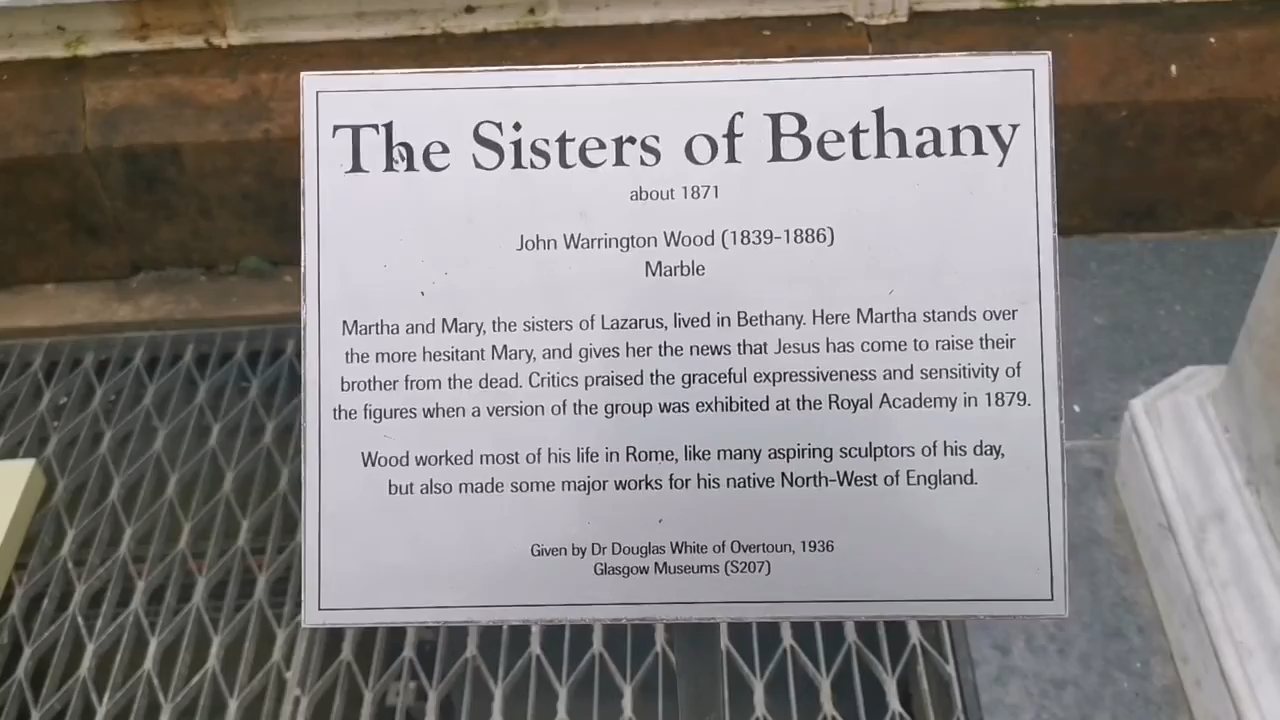 The Sisters of Bethany
about 1871
John Warrington Wood (1839-1886)
Marble
Martha and Mary, the sisters of Lazarus, lived in Bethany. Here Martha stands over
the more hesitant Mary, and gives her the news that Jesus has come to raise their
brother from the dead. Critics praised the graceful expressiveness and sensitivity of
the figures when a version of the group was exhibited at the Royal Academy in 1879.
Wood worked most of his life in Rome, like many aspiring sculptors of his day,
but also made some major works for his native North-West of England.
Given by Dr Douglas White of Overtoun, 1936
Glasgow Museums (S207)